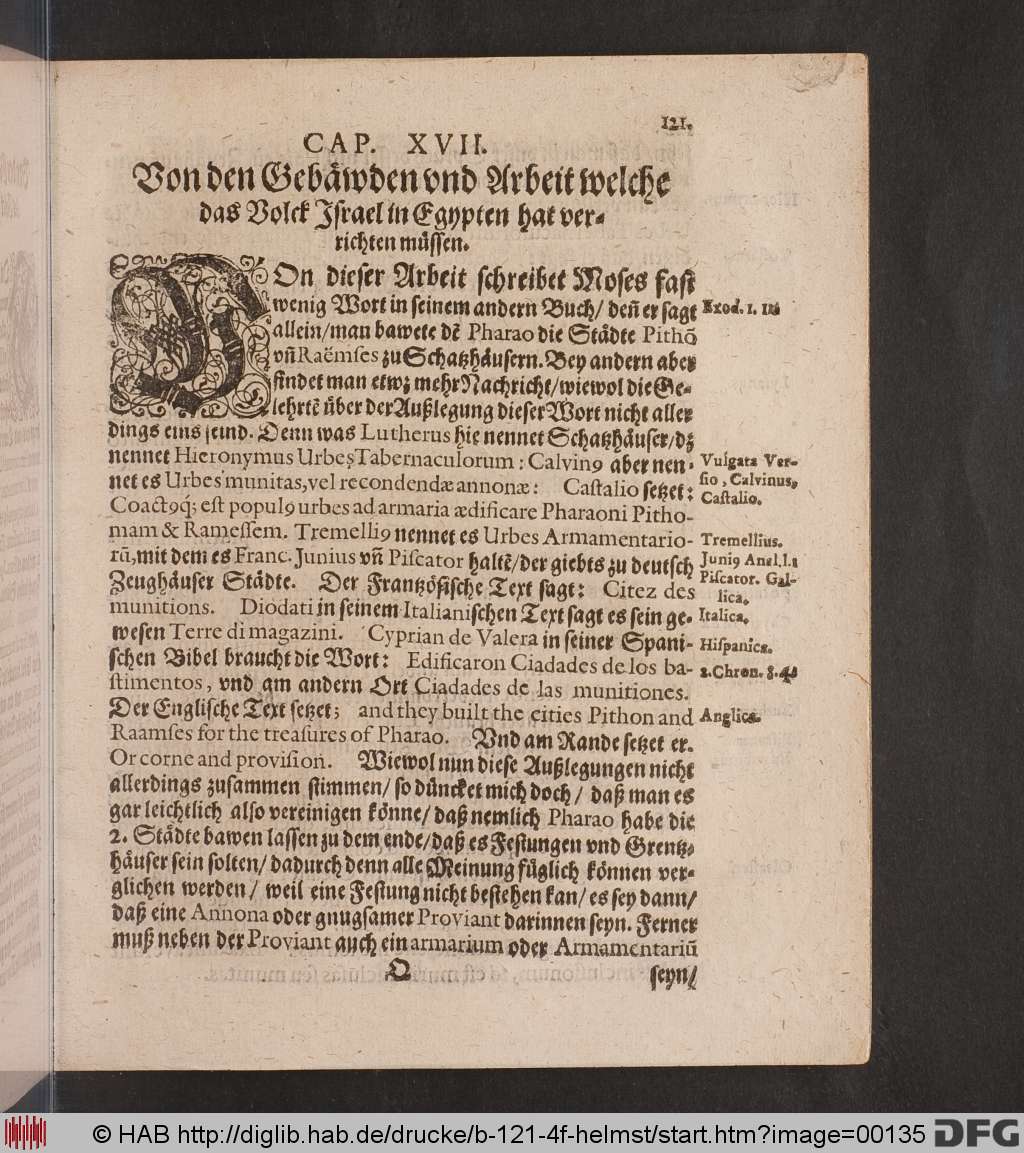 121.
CAP. XVII.
Von den Gebäwden vnd Arbeit welche
das Volck Jsrael in Egypten hat ver-
richten müssen.
VOn dieser Arbeit schreibet Moses fast
wenig Wort in seinem andern Buch/ deñ er sagt
Exod. 1. 11.
allein/ man bawete dẽ Pharao die Städte Pithõ
vñ Raëmſes zu Schatzhäusern. Bey andern aber
findet man etwz mehr Nachricht/ wiewol die Ge-
lehrtẽ über der Außlegung dieser Wort nicht aller
dings eins seind. Denn was Lutherus hie nennet Schatzhäuser/ dz
nennet Hieronymus Urbes Tabernaculorum: Calvinꝰ aber nen-
Vulgata Ver-
net es Urbes munitas, vel recondendæ annonæ: Caſtalio setzet:
ſio, Calvinus,
Caſtalio.
Coactꝰq́; eſt populꝰ urbes ad armaria ædificare Pharaoni Pitho-
mam & Rameſſem. Tremelliꝰ nennet es Urbes Armamentario-
Tremellius.
rũ, mit dem es Franc. Junius vñ Piſcator haltẽ/ der giebts zu deutsch
Juniꝰ Anal.
Zeughäuser Städte. Der Frantzösische Text sagt: Citez des
Piſcator. Gal-
lica.
munitions. Diodati in seinem Italianischen Text sagt es sein ge-
Italica.
wesen Terre di magazini. Cyprian de Valera in seiner Spani-
Hiſpanica.
schen Bibel braucht die Wort: Edificaron Ciadades de los ba-
2. Chron. 8. 4.
ſtimentos, vnd am andern Ort Ciadades de las munitiones.
Der Englische Text setzet; and they built the cities Pithon and
Anglica.
Raamſes for the treaſures of Pharao. Vnd am Rande setzet er.
Or corne and proviſion. Wiewol nun diese Außlegungen nicht
allerdings zusammen stimmen/ so düncket mich doch/ daß man es
gar leichtlich also vereinigen könne/ daß nemlich Pharao habe die
2. Städte bawen lassen zu dem ende/ daß es Festungen vnd Grentz-
häuser sein solten/ dadurch denn alle Meinung füglich können ver-
glichen werden/ weil eine Festung nicht bestehen kan/ es sey dann/
daß eine Annona oder gnugsamer Proviant darinnen seyn. Ferner
muß neben der Proviant auch ein armarium oder Armamentariũ
Q
seyn/
© HAB http://diglib.hab.de/drucke/b-121-4f-helmst/start.htm?image=00135
DFG